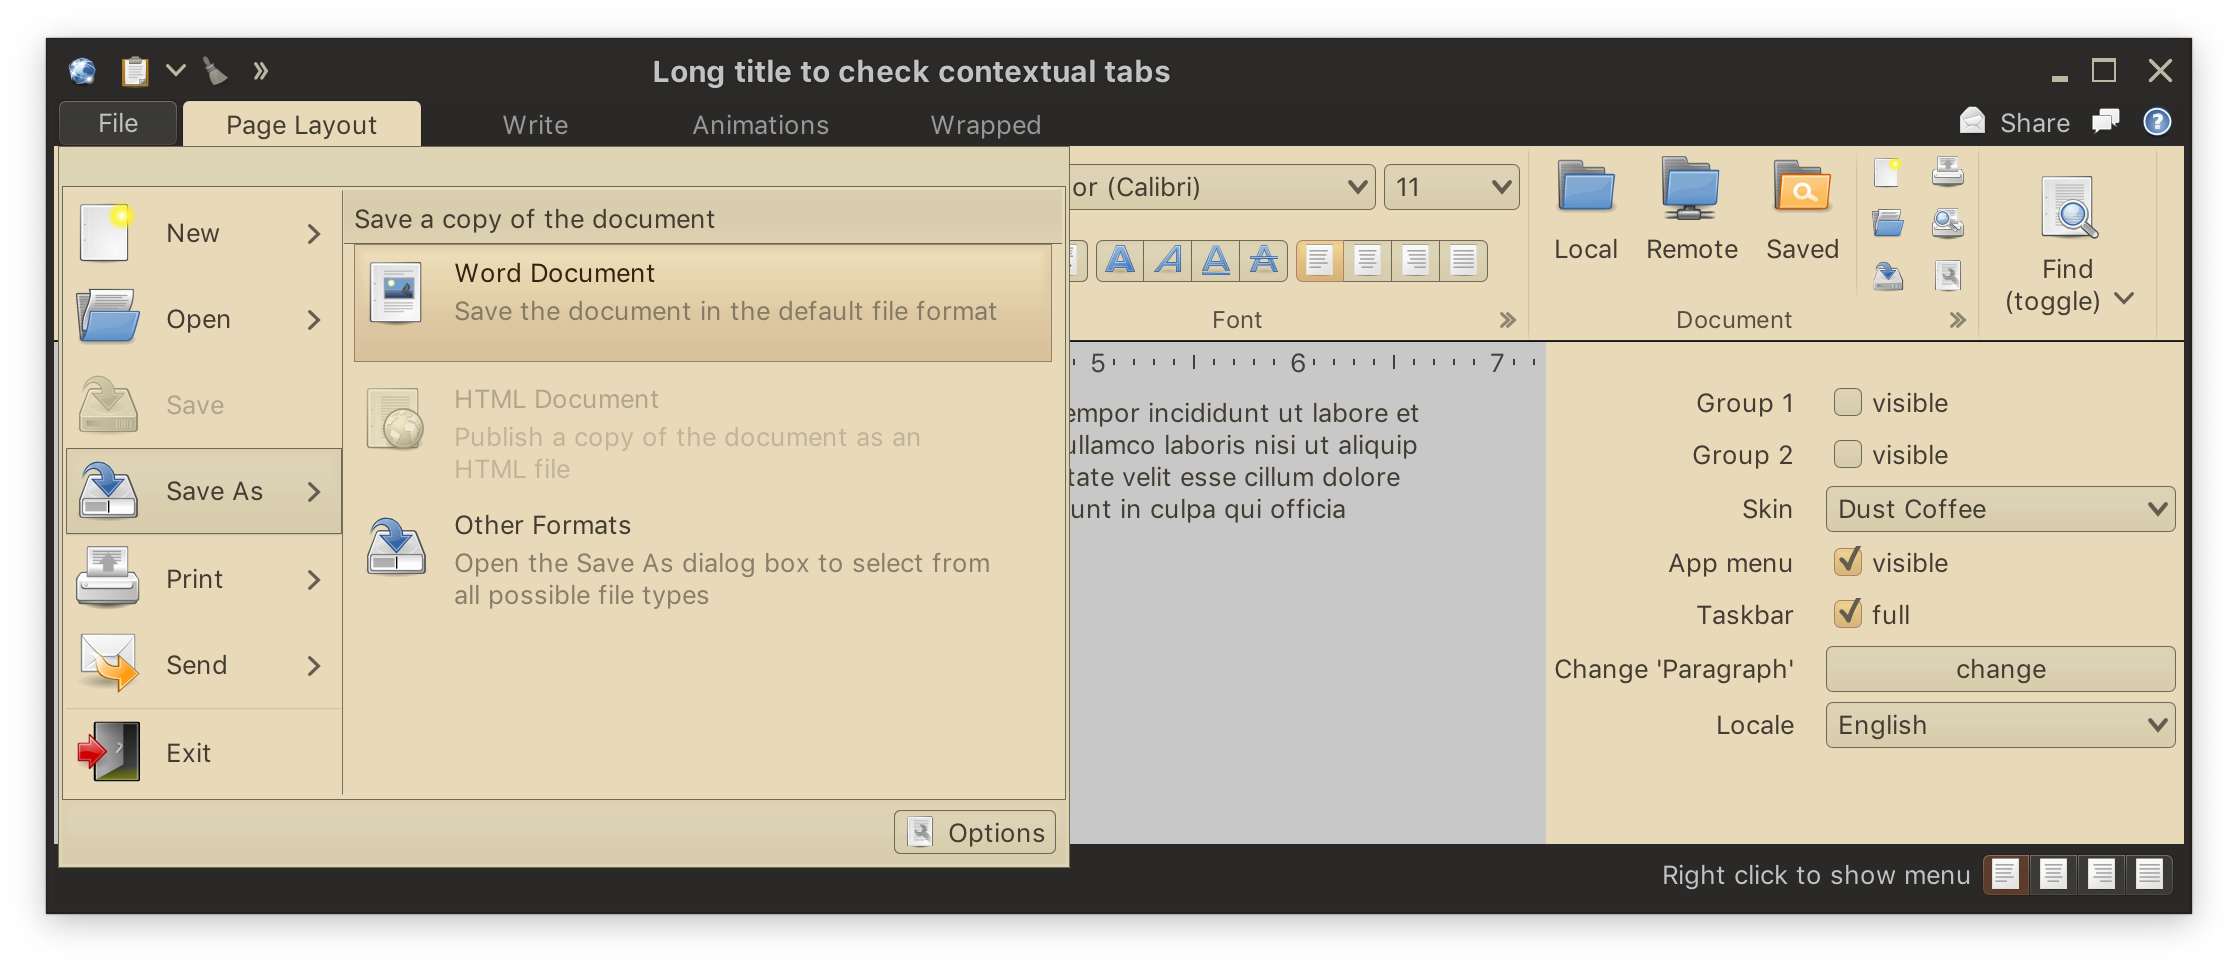 Long title to check contextual tabs
File
Page Layout
Write
Animations
Wrapped
Share
New
Open
Save
Save As
Print
Send
Exit
Save a copy of the document
Word Document
Save the document in the default file format
HTML Document
Publish a copy of the document as an
HTML file
Other Formats
Open the Save As dialog box to select from
all possible file types
Options
or (Calibri)
11
Font
Local
Remote
Saved
Document
Find
(toggle)
5 6 7
empor incididunt ut labore et
ullamco laboris nisi ut aliquip
tate velit esse cillum dolore
unt in culpa qui officia
Group 1 visible
Group 2 visible
Skin Dust Coffee
App menu visible
Taskbar full
Change 'Paragraph' change
Locale English
Right click to show menu